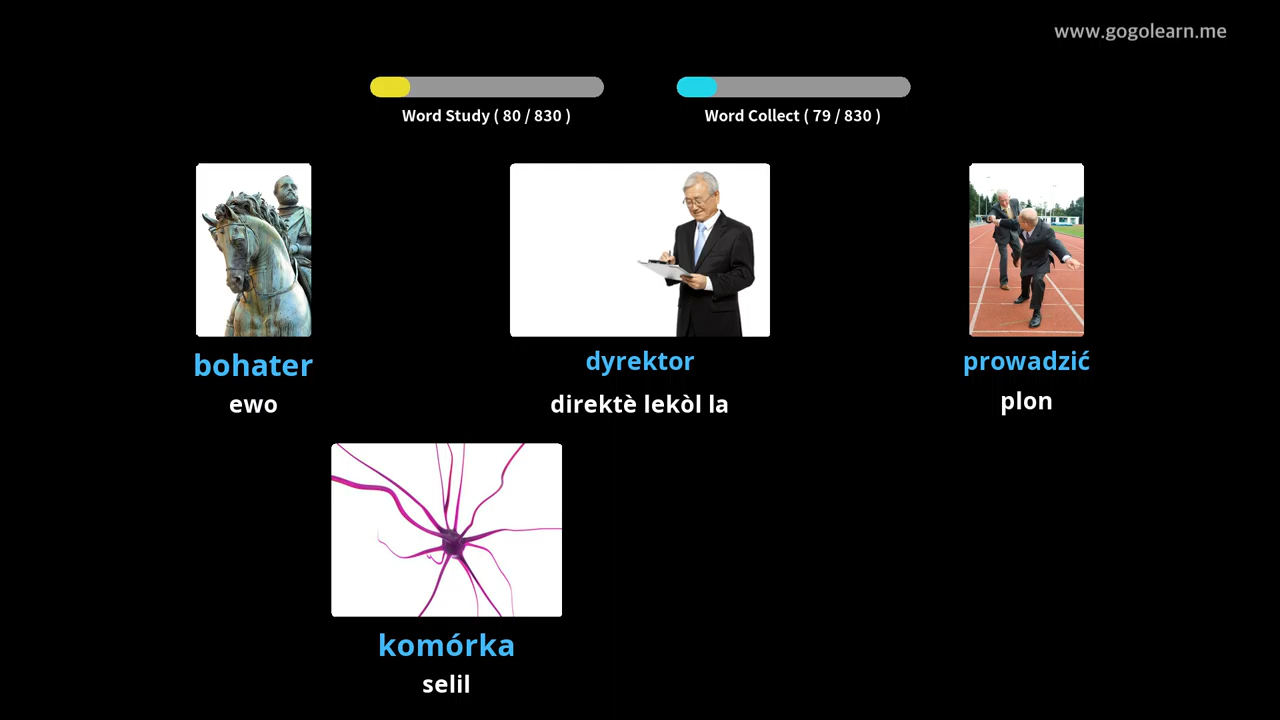 www.gogolearn.me
Word Study ( 80 / 830 )
Word Collect ( 79 / 830 )
bohater
ewo
dyrektor
direktè lekòl la
prowadzić
plon
komórka
selil